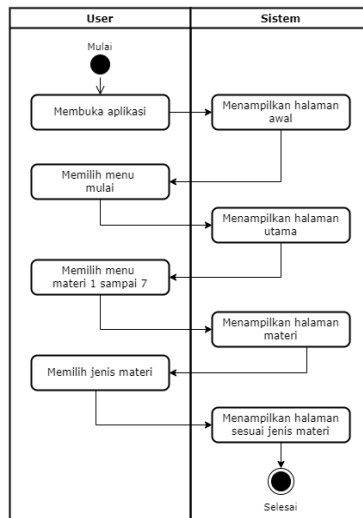 User
Sistem
Mulai
Membuka aplikasi
Menampilkan halaman
awal
Memilih menu
mulai
Menampilkan halaman
utama
Memilih menu
materi 1 sampai 7
Menampilkan halaman
materi
Memilih jenis materi
Menampilkan halaman
sesuai jenis materi
Selesai